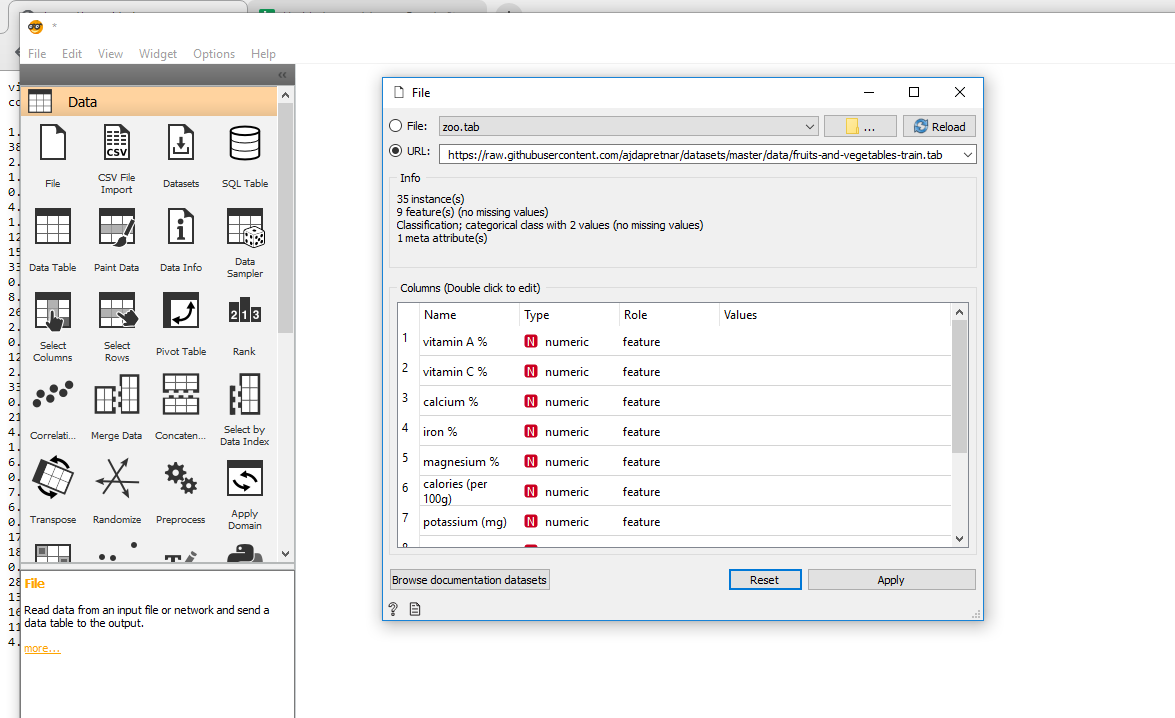 File Edit View Widget Options Help
Data
File
CSV File Import
Datasets
SQL Table
Data Table
Paint Data
Data Info
Data Sampler
Select Columns
Select Rows
Pivot Table
Rank
Correlati...
Merge Data
Concaten...
Select by Data Index
Transpose
Randomize
Preprocess
Apply Domain
File
Read data from an input file or network and send a
data table to the output.
more...
File
File: zoo.tab ... Reload
URL: https://raw.githubusercontent.com/ajdapretnar/datasets/master/data/fruits-and-vegetables-train.tab
Info
35 instance(s)
9 feature(s) (no missing values)
Classification; categorical class with 2 values (no missing values)
1 meta attribute(s)
Columns (Double click to edit)
Name Type Role Values
1 vitamin A % N numeric feature
2 vitamin C % N numeric feature
3 calcium % N numeric feature
4 iron % N numeric feature
5 magnesium % N numeric feature
6 calories (per 100g) N numeric feature
7 potassium (mg) N numeric feature
Browse documentation datasets Reset Apply